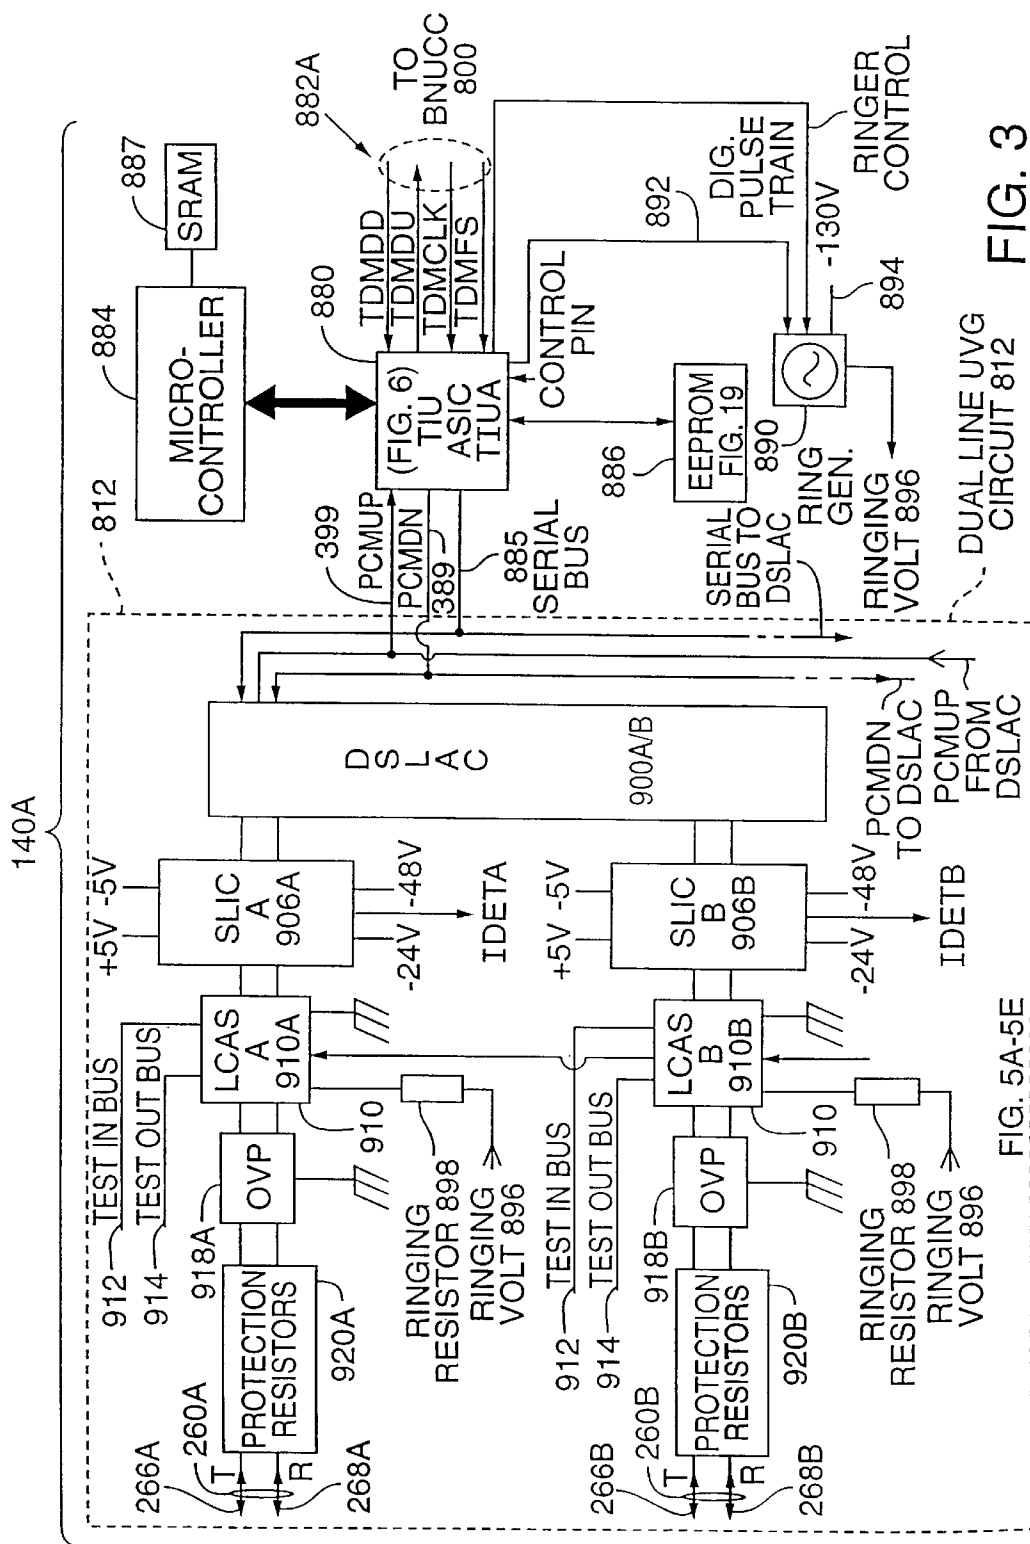 140A
812
884
MICRO-
CONTROLLER
887
SRAM
882A
TO
BNUCC
800
880
TDMDD
TDMDU
TDMCLK
TDMFS
(FIG. 6)
TIU
ASIC
TIUA
399
PCMUP
PCMDN
389
885
SERIAL
BUS
CONTROL
PIN
892
DIG.
PULSE
TRAIN
RINGER
CONTROL
886
EEPROM
FIG. 19
890
RING
GEN.
-130V
894
RINGING
VOLT 896
SERIAL
BUS TO
DSLAC
DUAL LINE UVG
CIRCUIT 812
DSLAC
900A/B
PCMDN
TO DSLAC
PCMUP
FROM
DSLAC
+5V
-5V
SLIC
A
906A
-24V
-48V
IDETA
912
TEST IN BUS
914
TEST OUT BUS
LCAS
A
910A
910
918A
OVP
RINGING
RESISTOR 898
RINGING
VOLT 896
PROTECTION
RESISTORS
920A
266A
260A
T
R
268A
+5V
-5V
SLIC
B
906B
-24V
-48V
IDETB
912
TEST IN BUS
914
TEST OUT BUS
LCAS
B
910B
910
918B
OVP
RINGING
RESISTOR 898
RINGING
VOLT 896
PROTECTION
RESISTORS
920B
266B
260B
T
R
268B
FIG. 5A-5E
FIG. 3